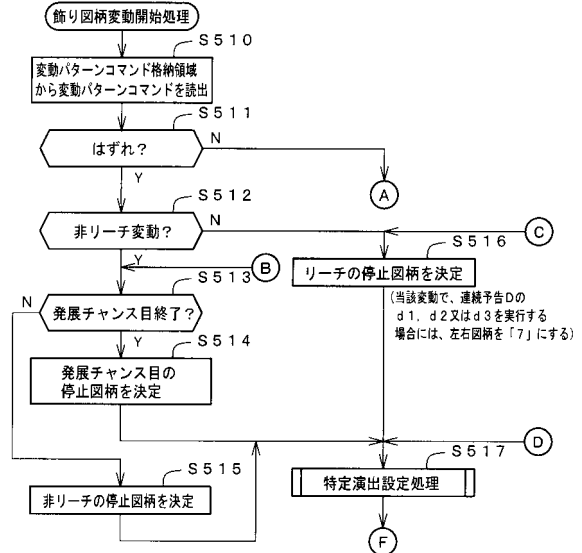 飾り図柄変動開始処理
S510
変動パターンコマンド格納領域
から変動パターンコマンドを読出
S511
はずれ?
N
Y
A
S512
非リーチ変動?
N
Y
C
B
S516
リーチの停止図柄を決定
(当該変動で、連続予告Dの
d1,d2又はd3を実行する
場合には、左右図柄を「7」にする)
S513
発展チャンス目終了?
N
Y
S514
発展チャンス目の
停止図柄を決定
D
S515
非リーチの停止図柄を決定
S517
特定演出設定処理
F